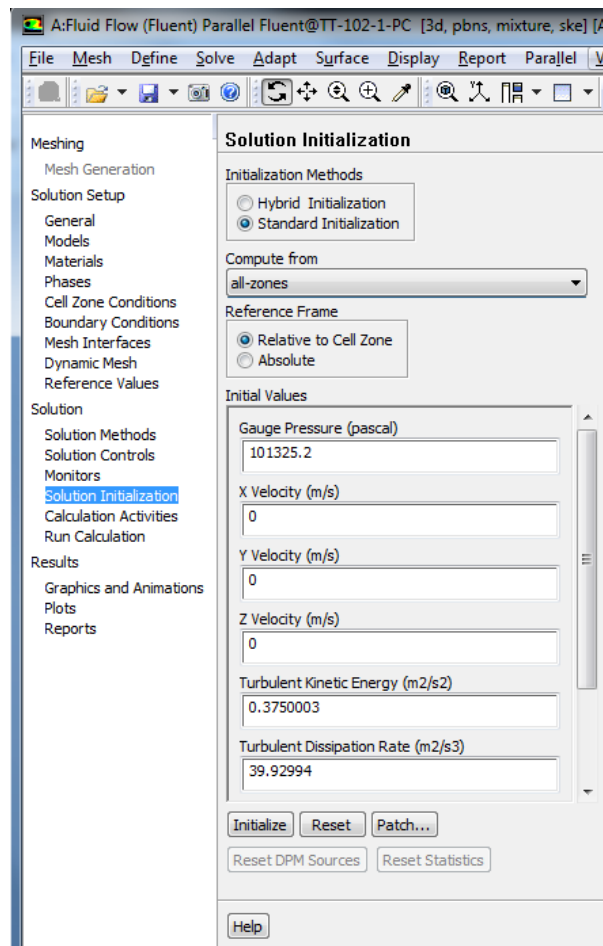 A:Fluid Flow (Fluent) Parallel Fluent@TT-102-1-PC [3d, pbns, mixture, ske] [A
File Mesh Define Solve Adapt Surface Display Report Parallel V
Meshing
Mesh Generation
Solution Setup
General
Models
Materials
Phases
Cell Zone Conditions
Boundary Conditions
Mesh Interfaces
Dynamic Mesh
Reference Values
Solution
Solution Methods
Solution Controls
Monitors
Solution Initialization
Calculation Activities
Run Calculation
Results
Graphics and Animations
Plots
Reports
Solution Initialization
Initialization Methods
Hybrid Initialization
Standard Initialization
Compute from
all-zones
Reference Frame
Relative to Cell Zone
Absolute
Initial Values
Gauge Pressure (pascal)
101325.2
X Velocity (m/s)
0
Y Velocity (m/s)
0
Z Velocity (m/s)
0
Turbulent Kinetic Energy (m2/s2)
0.3750003
Turbulent Dissipation Rate (m2/s3)
39.92994
Initialize Reset Patch...
Reset DPM Sources Reset Statistics
Help